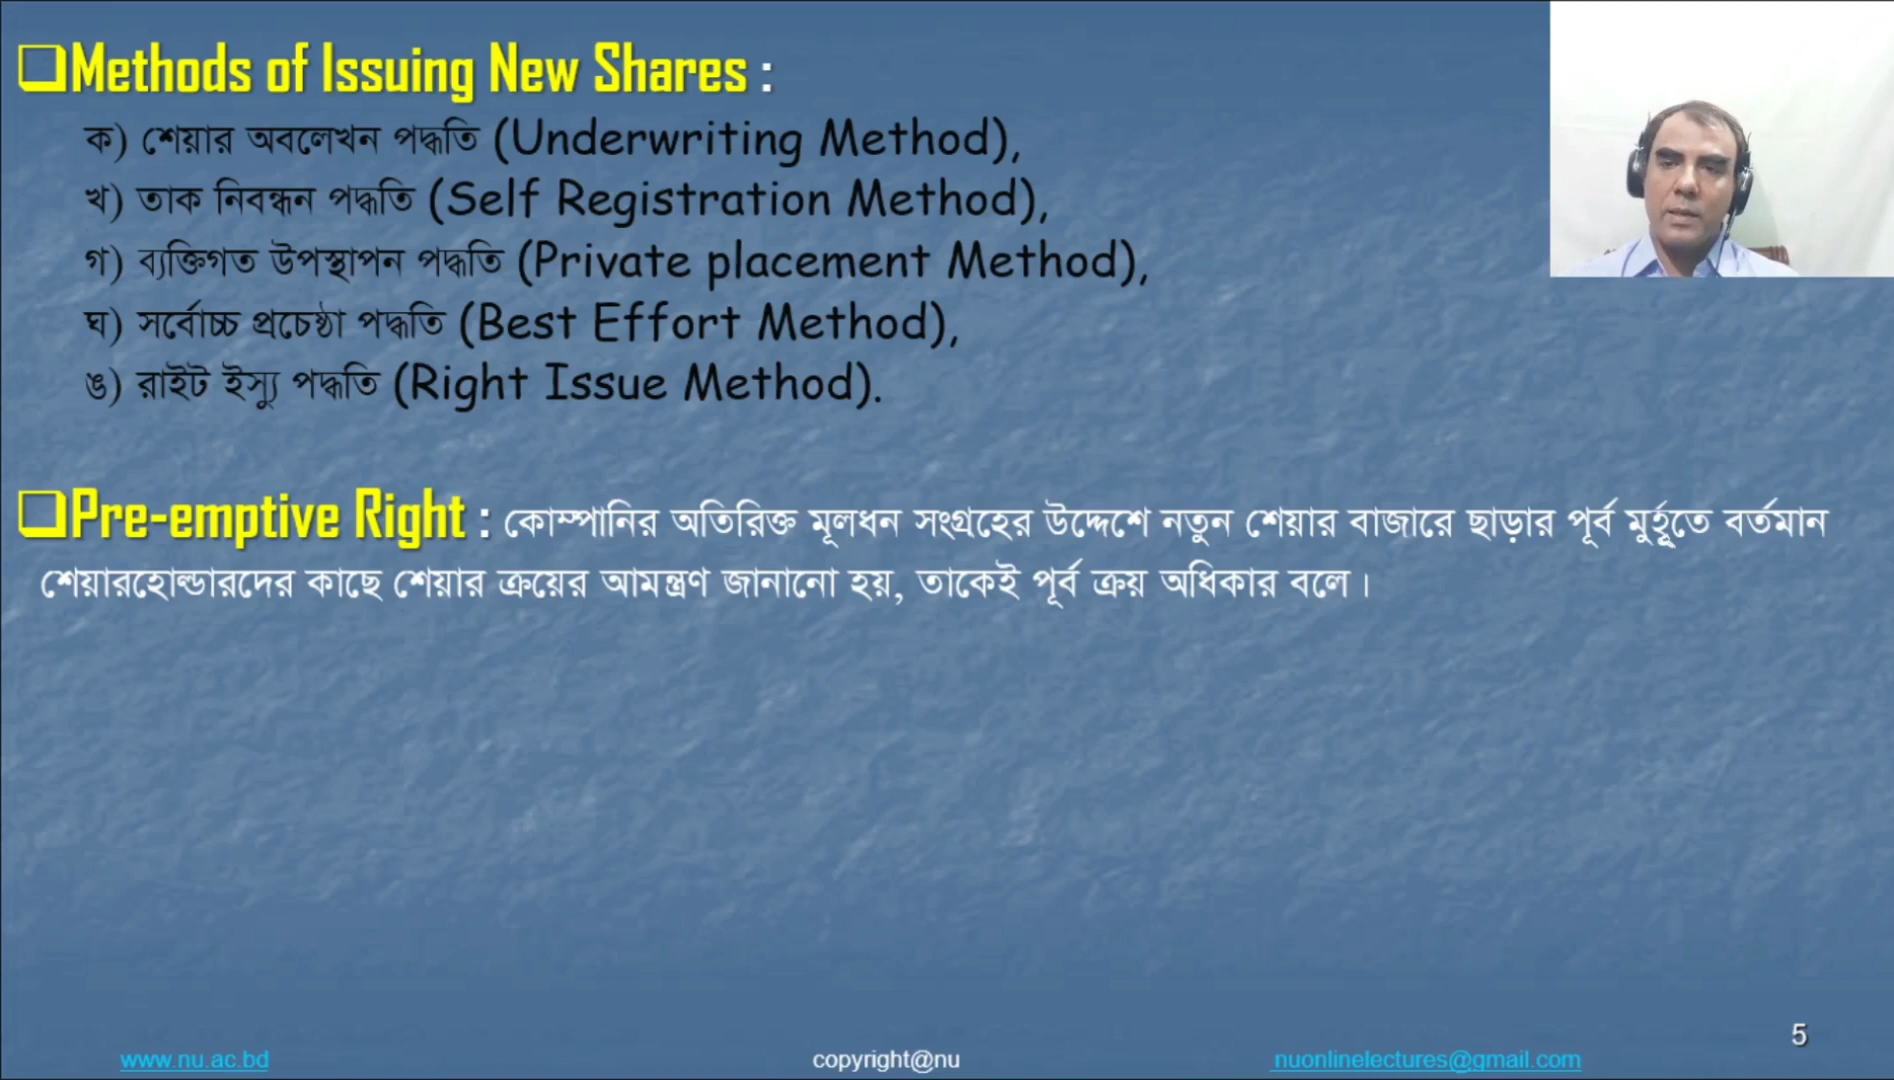 Methods of Issuing New Shares :
ক) শেয়ার অবলেখন পদ্ধতি (Underwriting Method),
খ) তাক নিবন্ধন পদ্ধতি (Self Registration Method),
গ) ব্যক্তিগত উপস্থাপন পদ্ধতি (Private placement Method),
ঘ) সর্বোচ্চ প্রচেষ্ঠা পদ্ধতি (Best Effort Method),
ঙ) রাইট ইস্যু পদ্ধতি (Right Issue Method).
Pre-emptive Right : কোম্পানির অতিরিক্ত মূলধন সংগ্রহের উদ্দেশে নতুন শেয়ার বাজারে ছাড়ার পূর্ব মুর্হূতে বর্তমান
শেয়ারহোল্ডারদের কাছে শেয়ার ক্রয়ের আমন্ত্রণ জানানো হয়, তাকেই পূর্ব ক্রয় অধিকার বলে।
5
www.nu.ac.bd copyright@nu nuonlinelectures@gmail.com